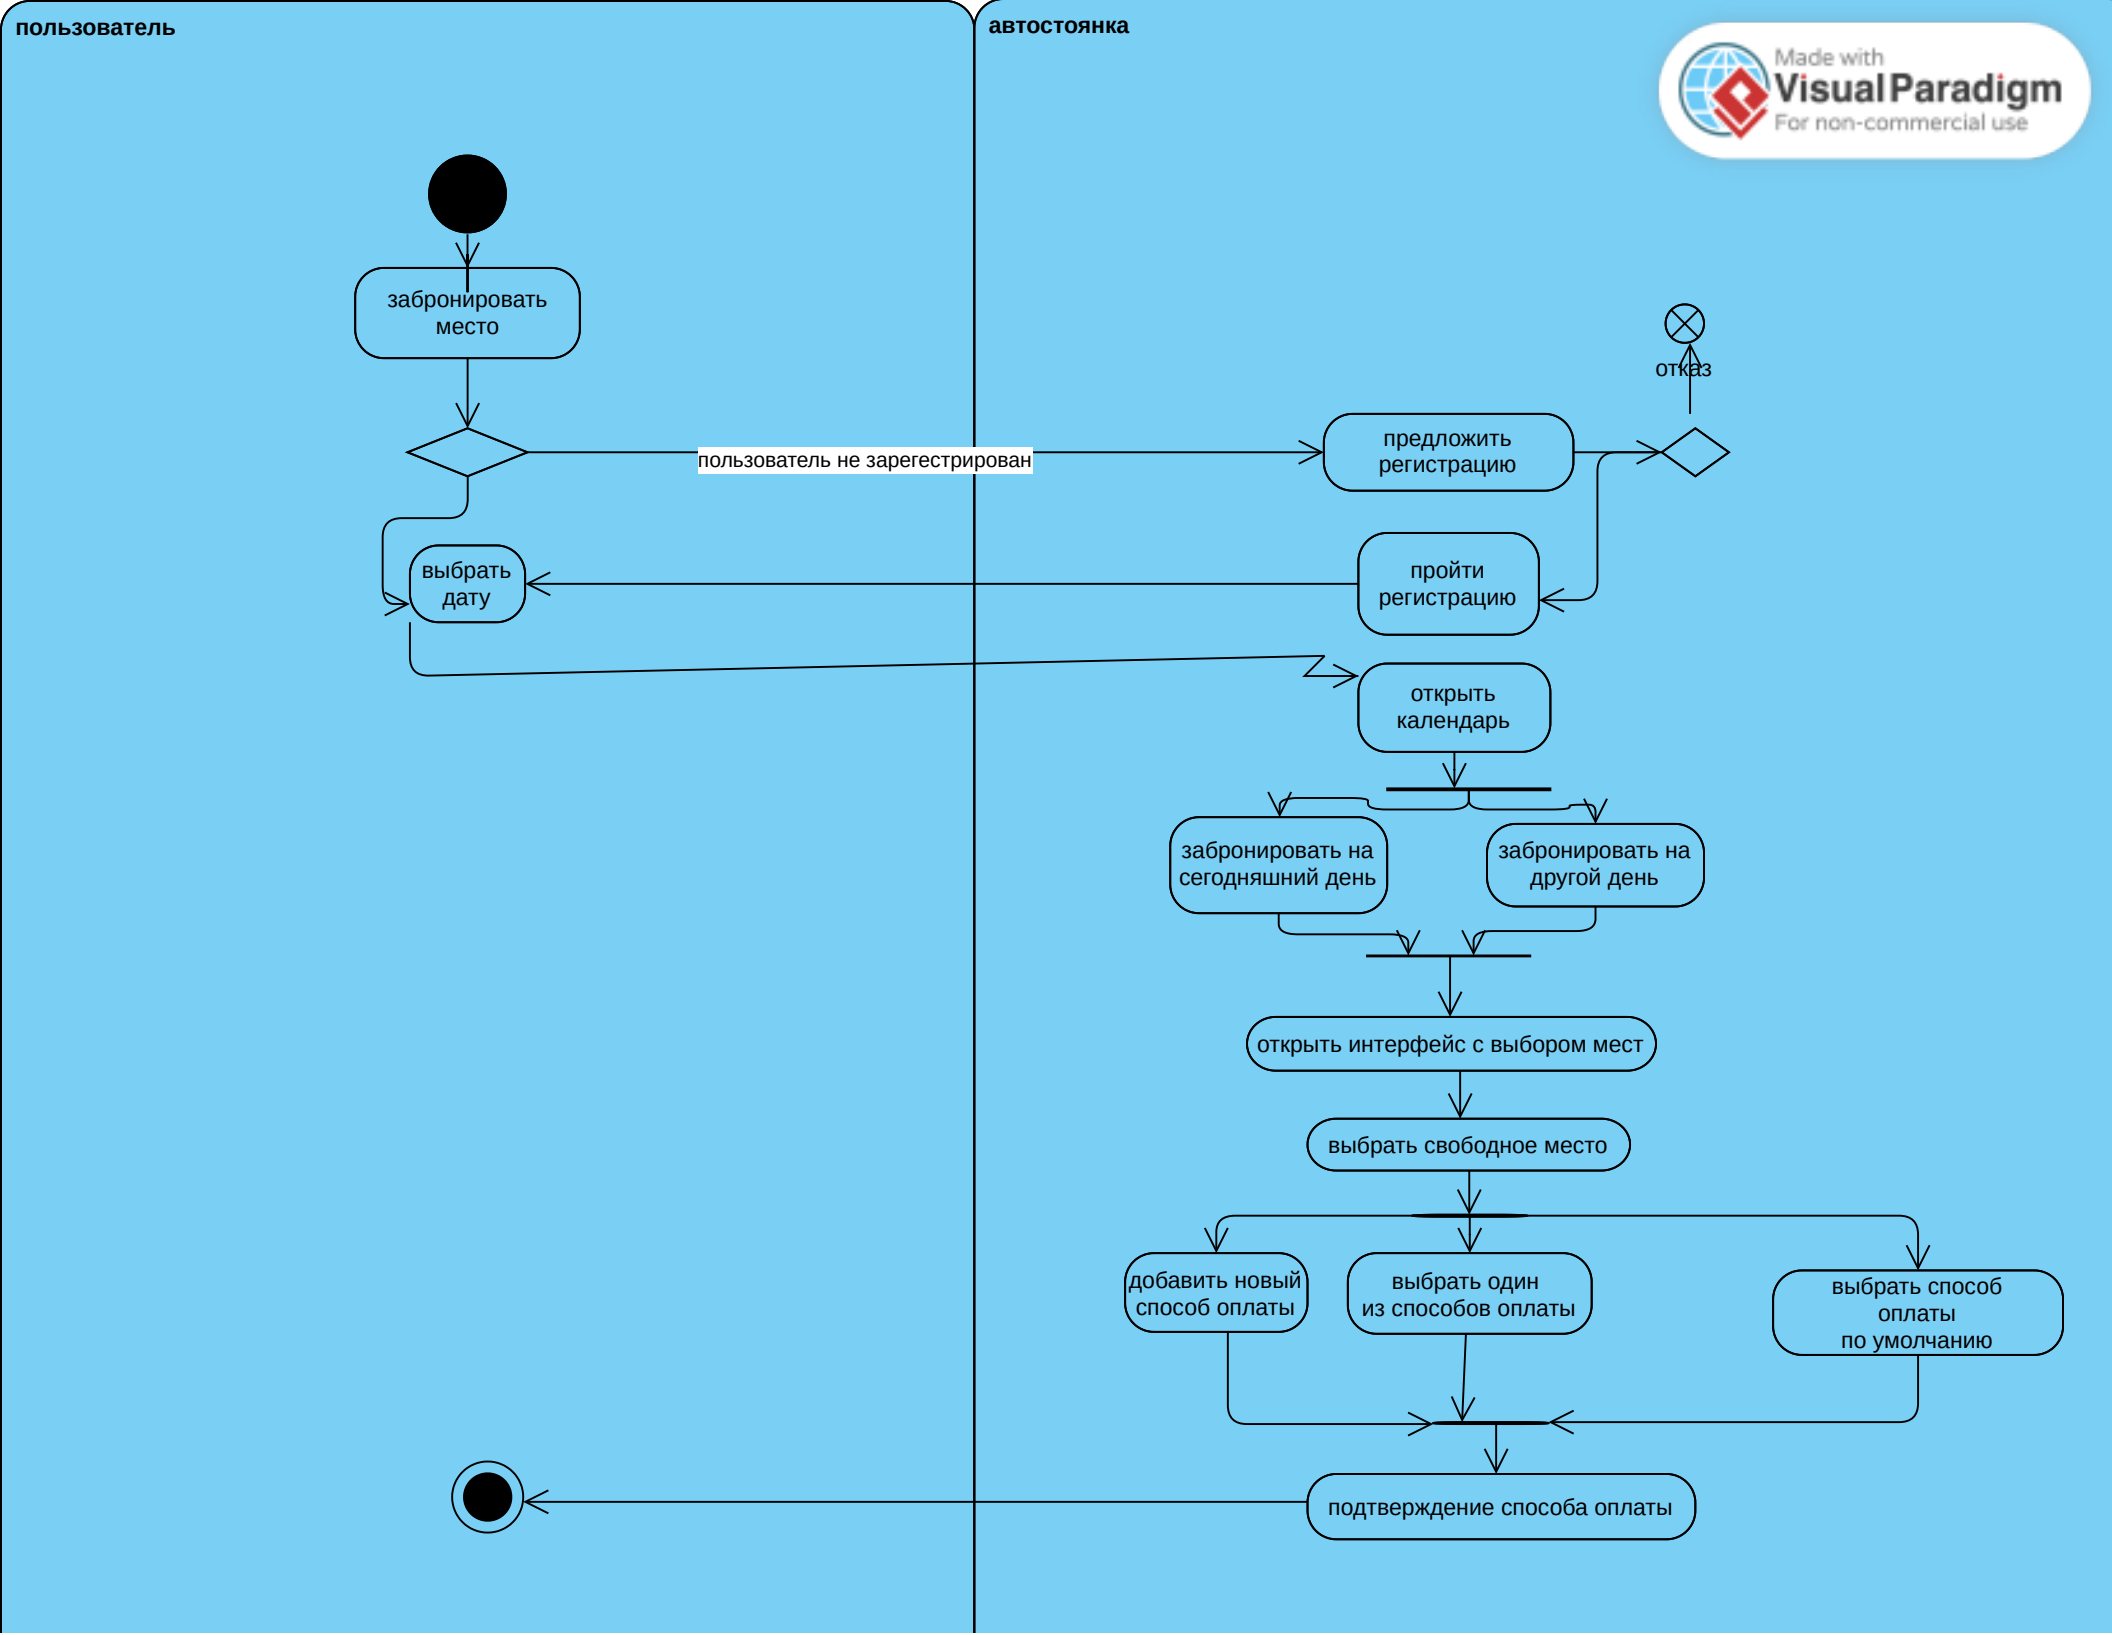 пользователь
автостоянка
Made with
Visual Paradigm
For non-commercial use
забронировать
место
отказ
предложить
регистрацию
пользователь не зарегестрирован
выбрать
дату
пройти
регистрацию
открыть
календарь
забронировать на
сегодняшний день
забронировать на
другой день
открыть интерфейс с выбором мест
выбрать свободное место
добавить новый
способ оплаты
выбрать один
из способов оплаты
выбрать способ
оплаты
по умолчанию
подтверждение способа оплаты